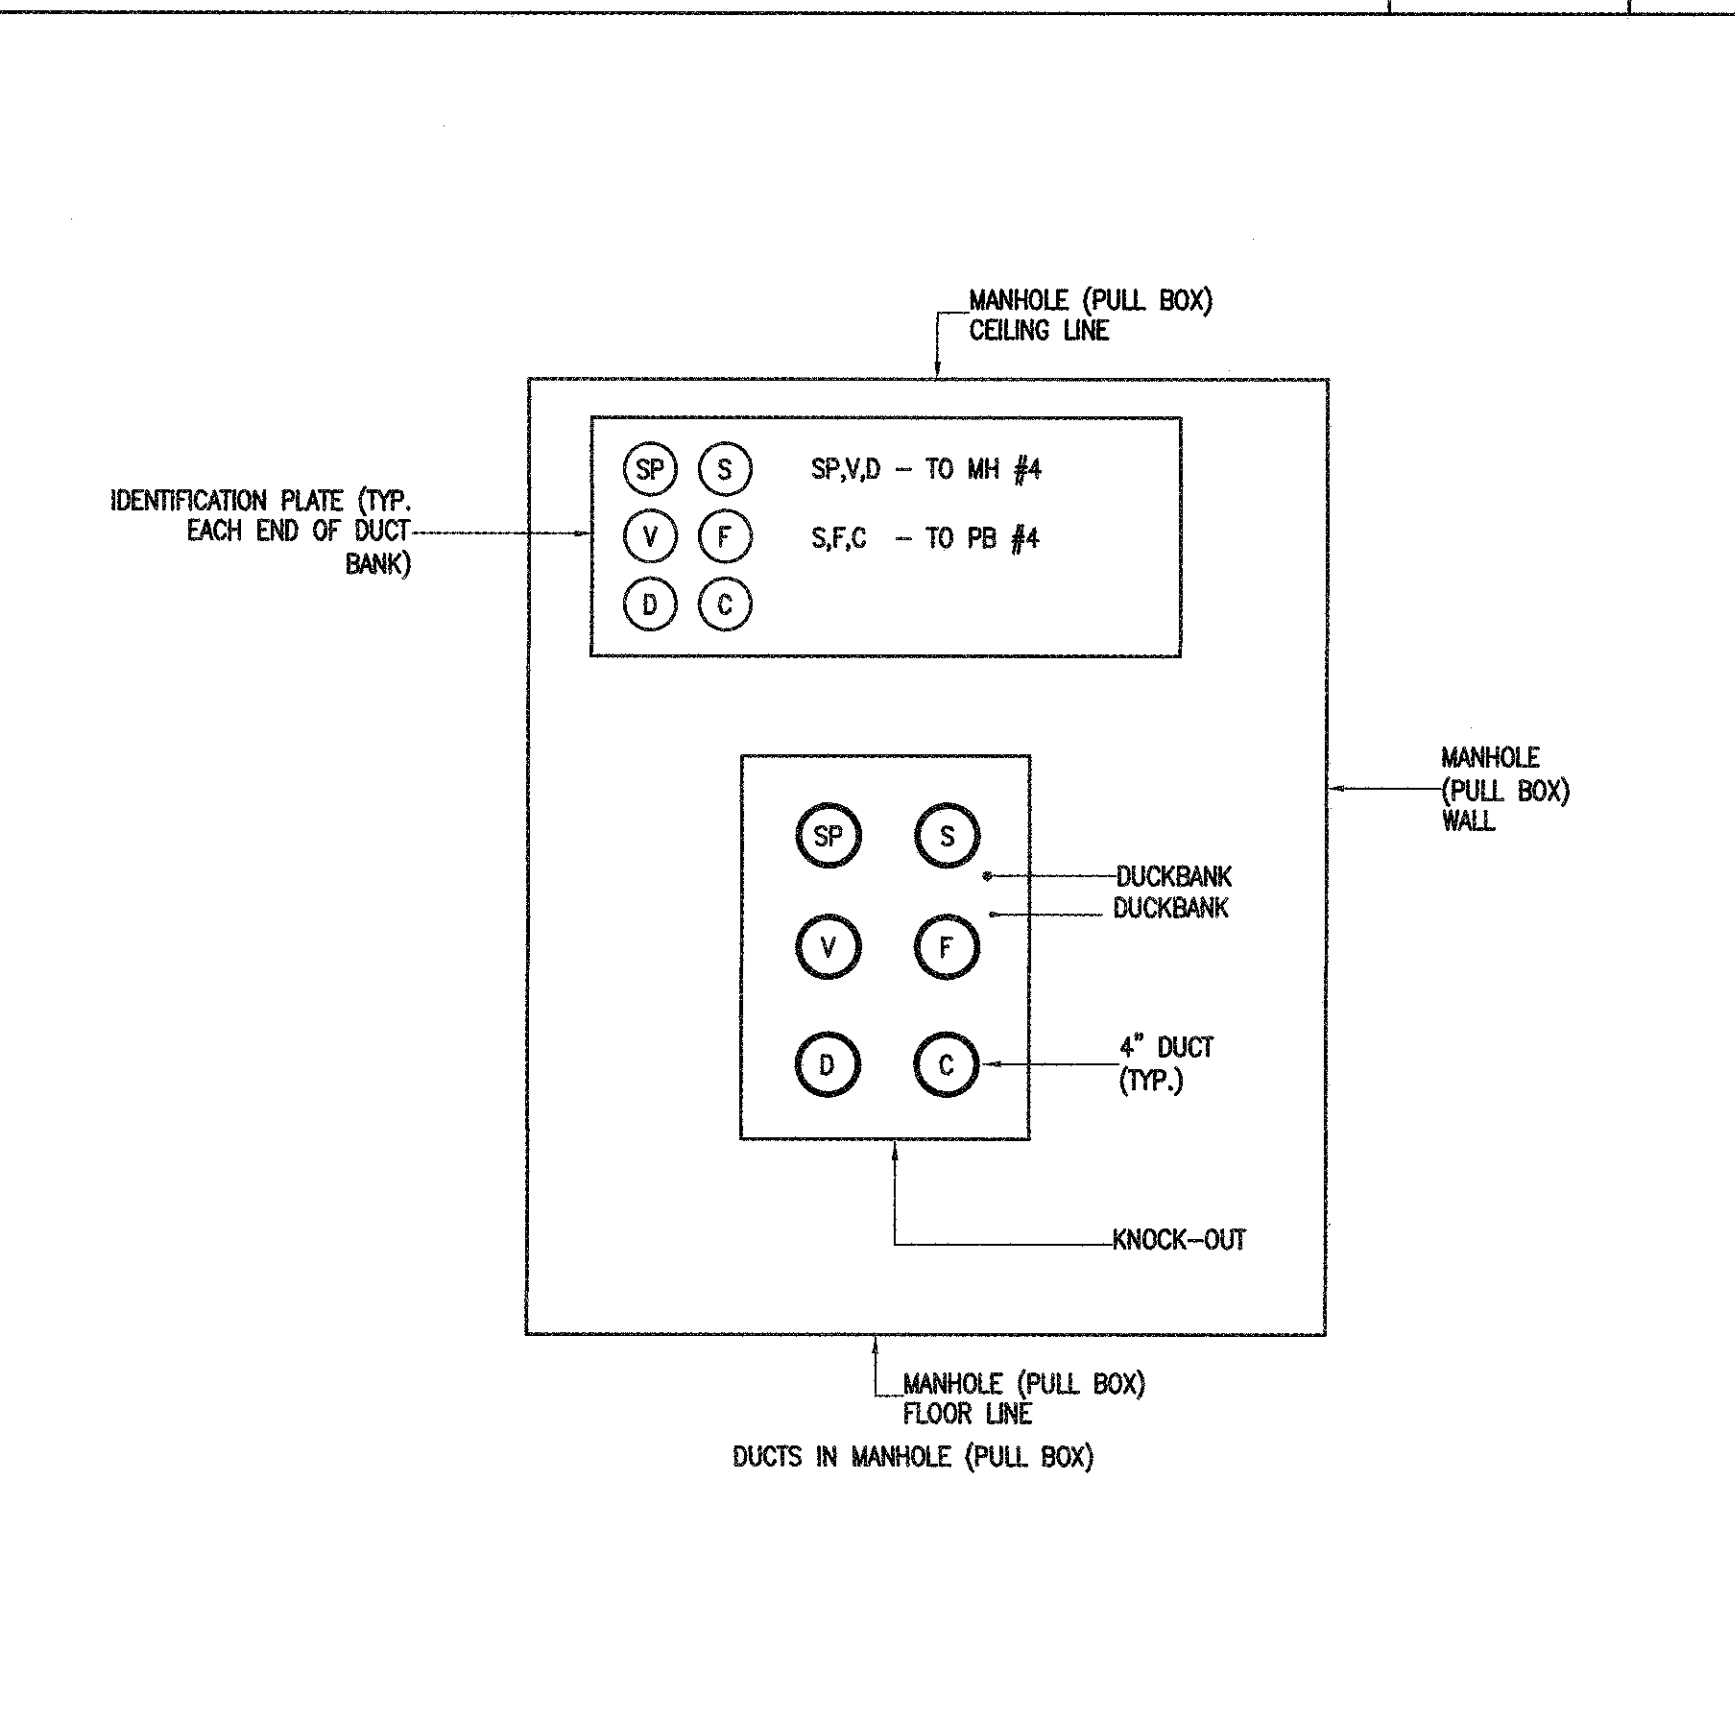 MANHOLE (PULL BOX)
CEILING LINE
SP S SP,V,D – TO MH #4
IDENTIFICATION PLATE (TYP.
EACH END OF DUCT
BANK)
V F S,F,C – TO PB #4
D C
MANHOLE
(PULL BOX)
WALL
SP S
DUCKBANK
DUCKBANK
V F
4" DUCT
(TYP.)
D C
KNOCK–OUT
MANHOLE (PULL BOX)
FLOOR LINE
DUCTS IN MANHOLE (PULL BOX)